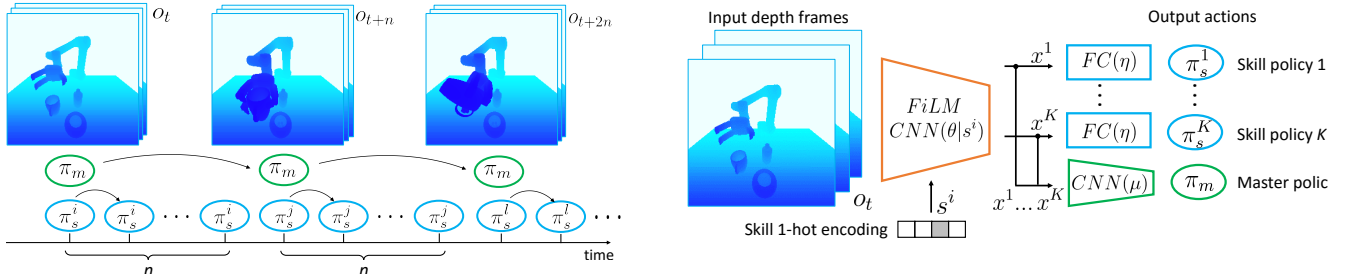 o_t
o_{t+n}
o_{t+2n}
π_m
π_m
π_m
π_s^i π_s^i · · · π_s^i π_s^j π_s^j · · · π_s^j π_s^l π_s^l · · ·
time
n
n
Input depth frames
o_t
FiLM
CNN(θ|s^i)
s^i
Skill 1-hot encoding
Output actions
x^1
FC(η)
π_s^1
Skill policy 1
x^K
FC(η)
π_s^K
Skill policy K
x^1... x^K
CNN(μ)
π_m
Master polic